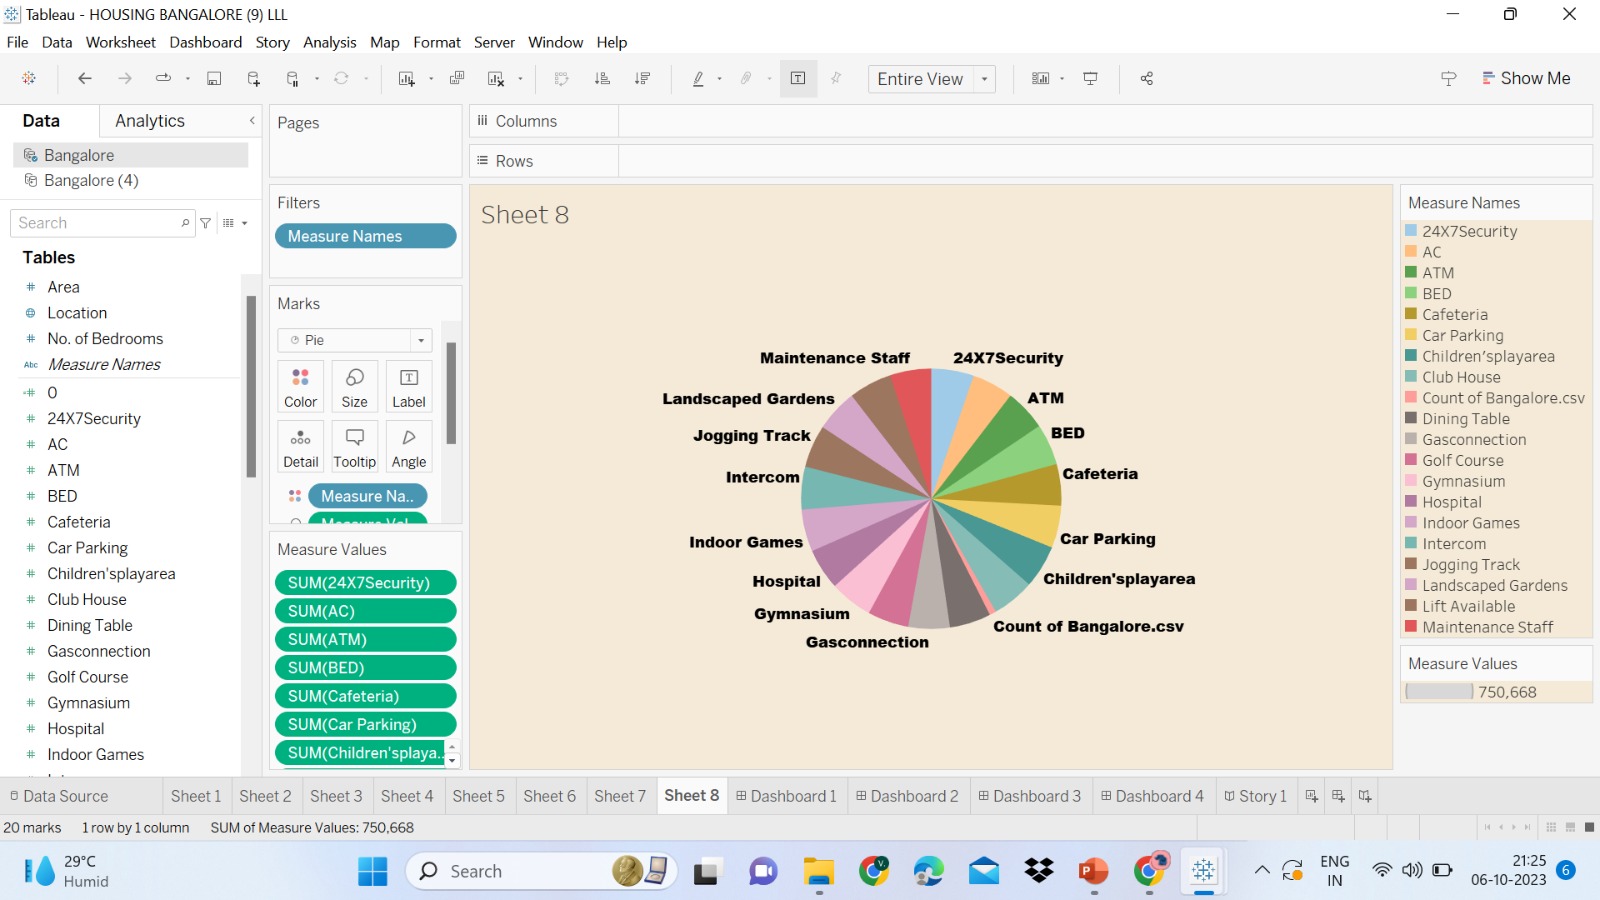 Tableau - HOUSING BANGALORE (9) LLL
File Data Worksheet Dashboard Story Analysis Map Format Server Window Help
Entire View
Show Me
Data Analytics
Bangalore
Bangalore (4)
Search
Tables
Area
Location
No. of Bedrooms
Abc Measure Names
0
24X7Security
AC
ATM
BED
Cafeteria
Car Parking
Children'splayarea
Club House
Dining Table
Gasconnection
Golf Course
Gymnasium
Hospital
Indoor Games
Pages
Filters
Measure Names
Marks
Pie
Color Size Label
Detail Tooltip Angle
Measure Na..
Measure Val..
Measure Values
SUM(24X7Security)
SUM(AC)
SUM(ATM)
SUM(BED)
SUM(Cafeteria)
SUM(Car Parking)
SUM(Children'splaya..
Columns
Rows
Sheet 8
Maintenance Staff 24X7Security
Landscaped Gardens ATM
Jogging Track BED
Intercom Cafeteria
Indoor Games Car Parking
Hospital Children'splayarea
Gymnasium Count of Bangalore.csv
Gasconnection
Measure Names
24X7Security
AC
ATM
BED
Cafeteria
Car Parking
Children'splayarea
Club House
Count of Bangalore.csv
Dining Table
Gasconnection
Golf Course
Gymnasium
Hospital
Indoor Games
Intercom
Jogging Track
Landscaped Gardens
Lift Available
Maintenance Staff
Measure Values
750,668
Data Source Sheet 1 Sheet 2 Sheet 3 Sheet 4 Sheet 5 Sheet 6 Sheet 7 Sheet 8 Dashboard 1 Dashboard 2 Dashboard 3 Dashboard 4 Story 1
20 marks 1 row by 1 column SUM of Measure Values: 750,668
29°C
Humid
Search
ENG
IN
21:25
06-10-2023
6